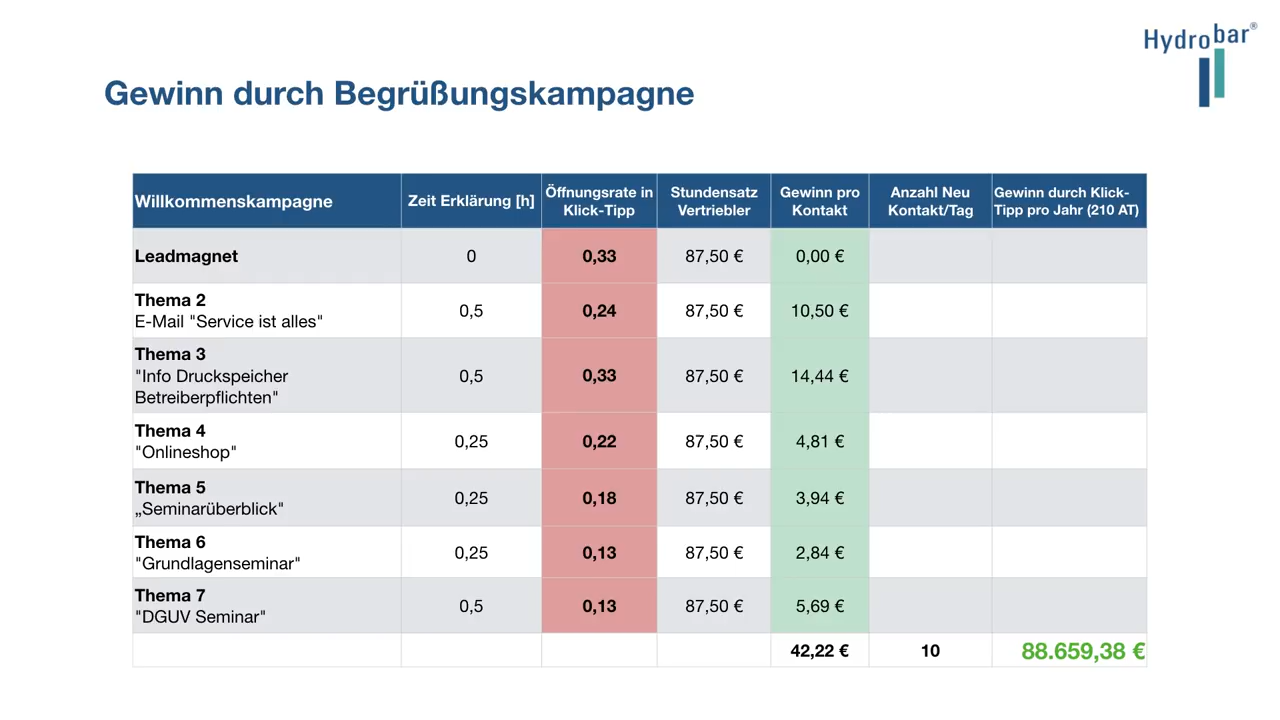 Hydrobar®
Gewinn durch Begrüßungskampagne
Willkommenskampagne
Zeit Erklärung [h]
Öffnungsrate in
Klick-Tipp
Stundensatz
Vertriebler
Gewinn pro
Kontakt
Anzahl Neu
Kontakt/Tag
Gewinn durch Klick-
Tipp pro Jahr (210 AT)
Leadmagnet
0
0,33
87,50 €
0,00 €
Thema 2
E-Mail "Service ist alles"
0,5
0,24
87,50 €
10,50 €
Thema 3
"Info Druckspeicher
Betreiberpflichten"
0,5
0,33
87,50 €
14,44 €
Thema 4
"Onlineshop"
0,25
0,22
87,50 €
4,81 €
Thema 5
„Seminarüberblick"
0,25
0,18
87,50 €
3,94 €
Thema 6
"Grundlagenseminar"
0,25
0,13
87,50 €
2,84 €
Thema 7
"DGUV Seminar"
0,5
0,13
87,50 €
5,69 €
42,22 €
10
88.659,38 €